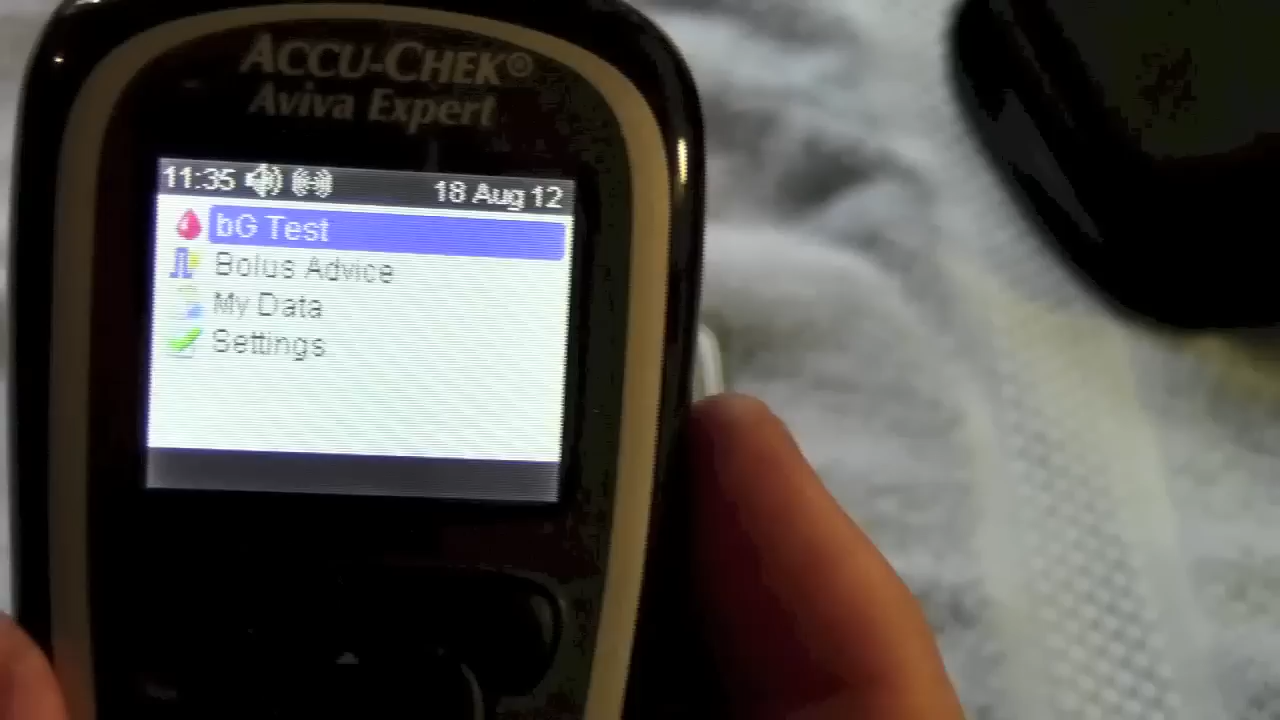 ACCU-CHEK®
Aviva Expert
11:35 18 Aug 12
bG Test
Bolus Advice
My Data
Settings